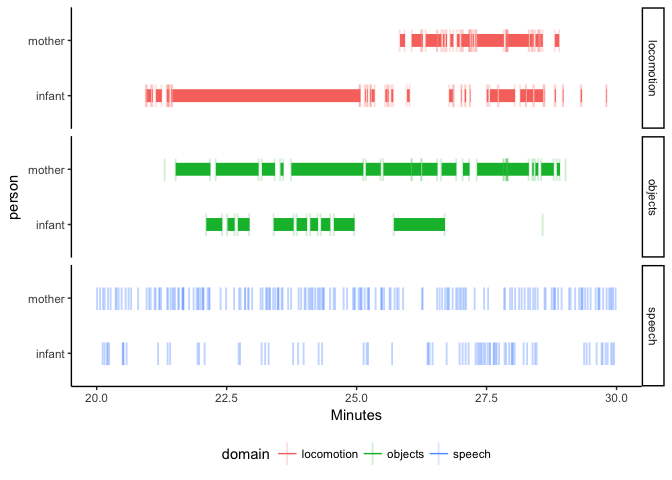 mother
infant
locomotion
mother
infant
objects
mother
infant
speech
person
20.0 22.5 25.0 27.5 30.0
Minutes
domain locomotion objects speech